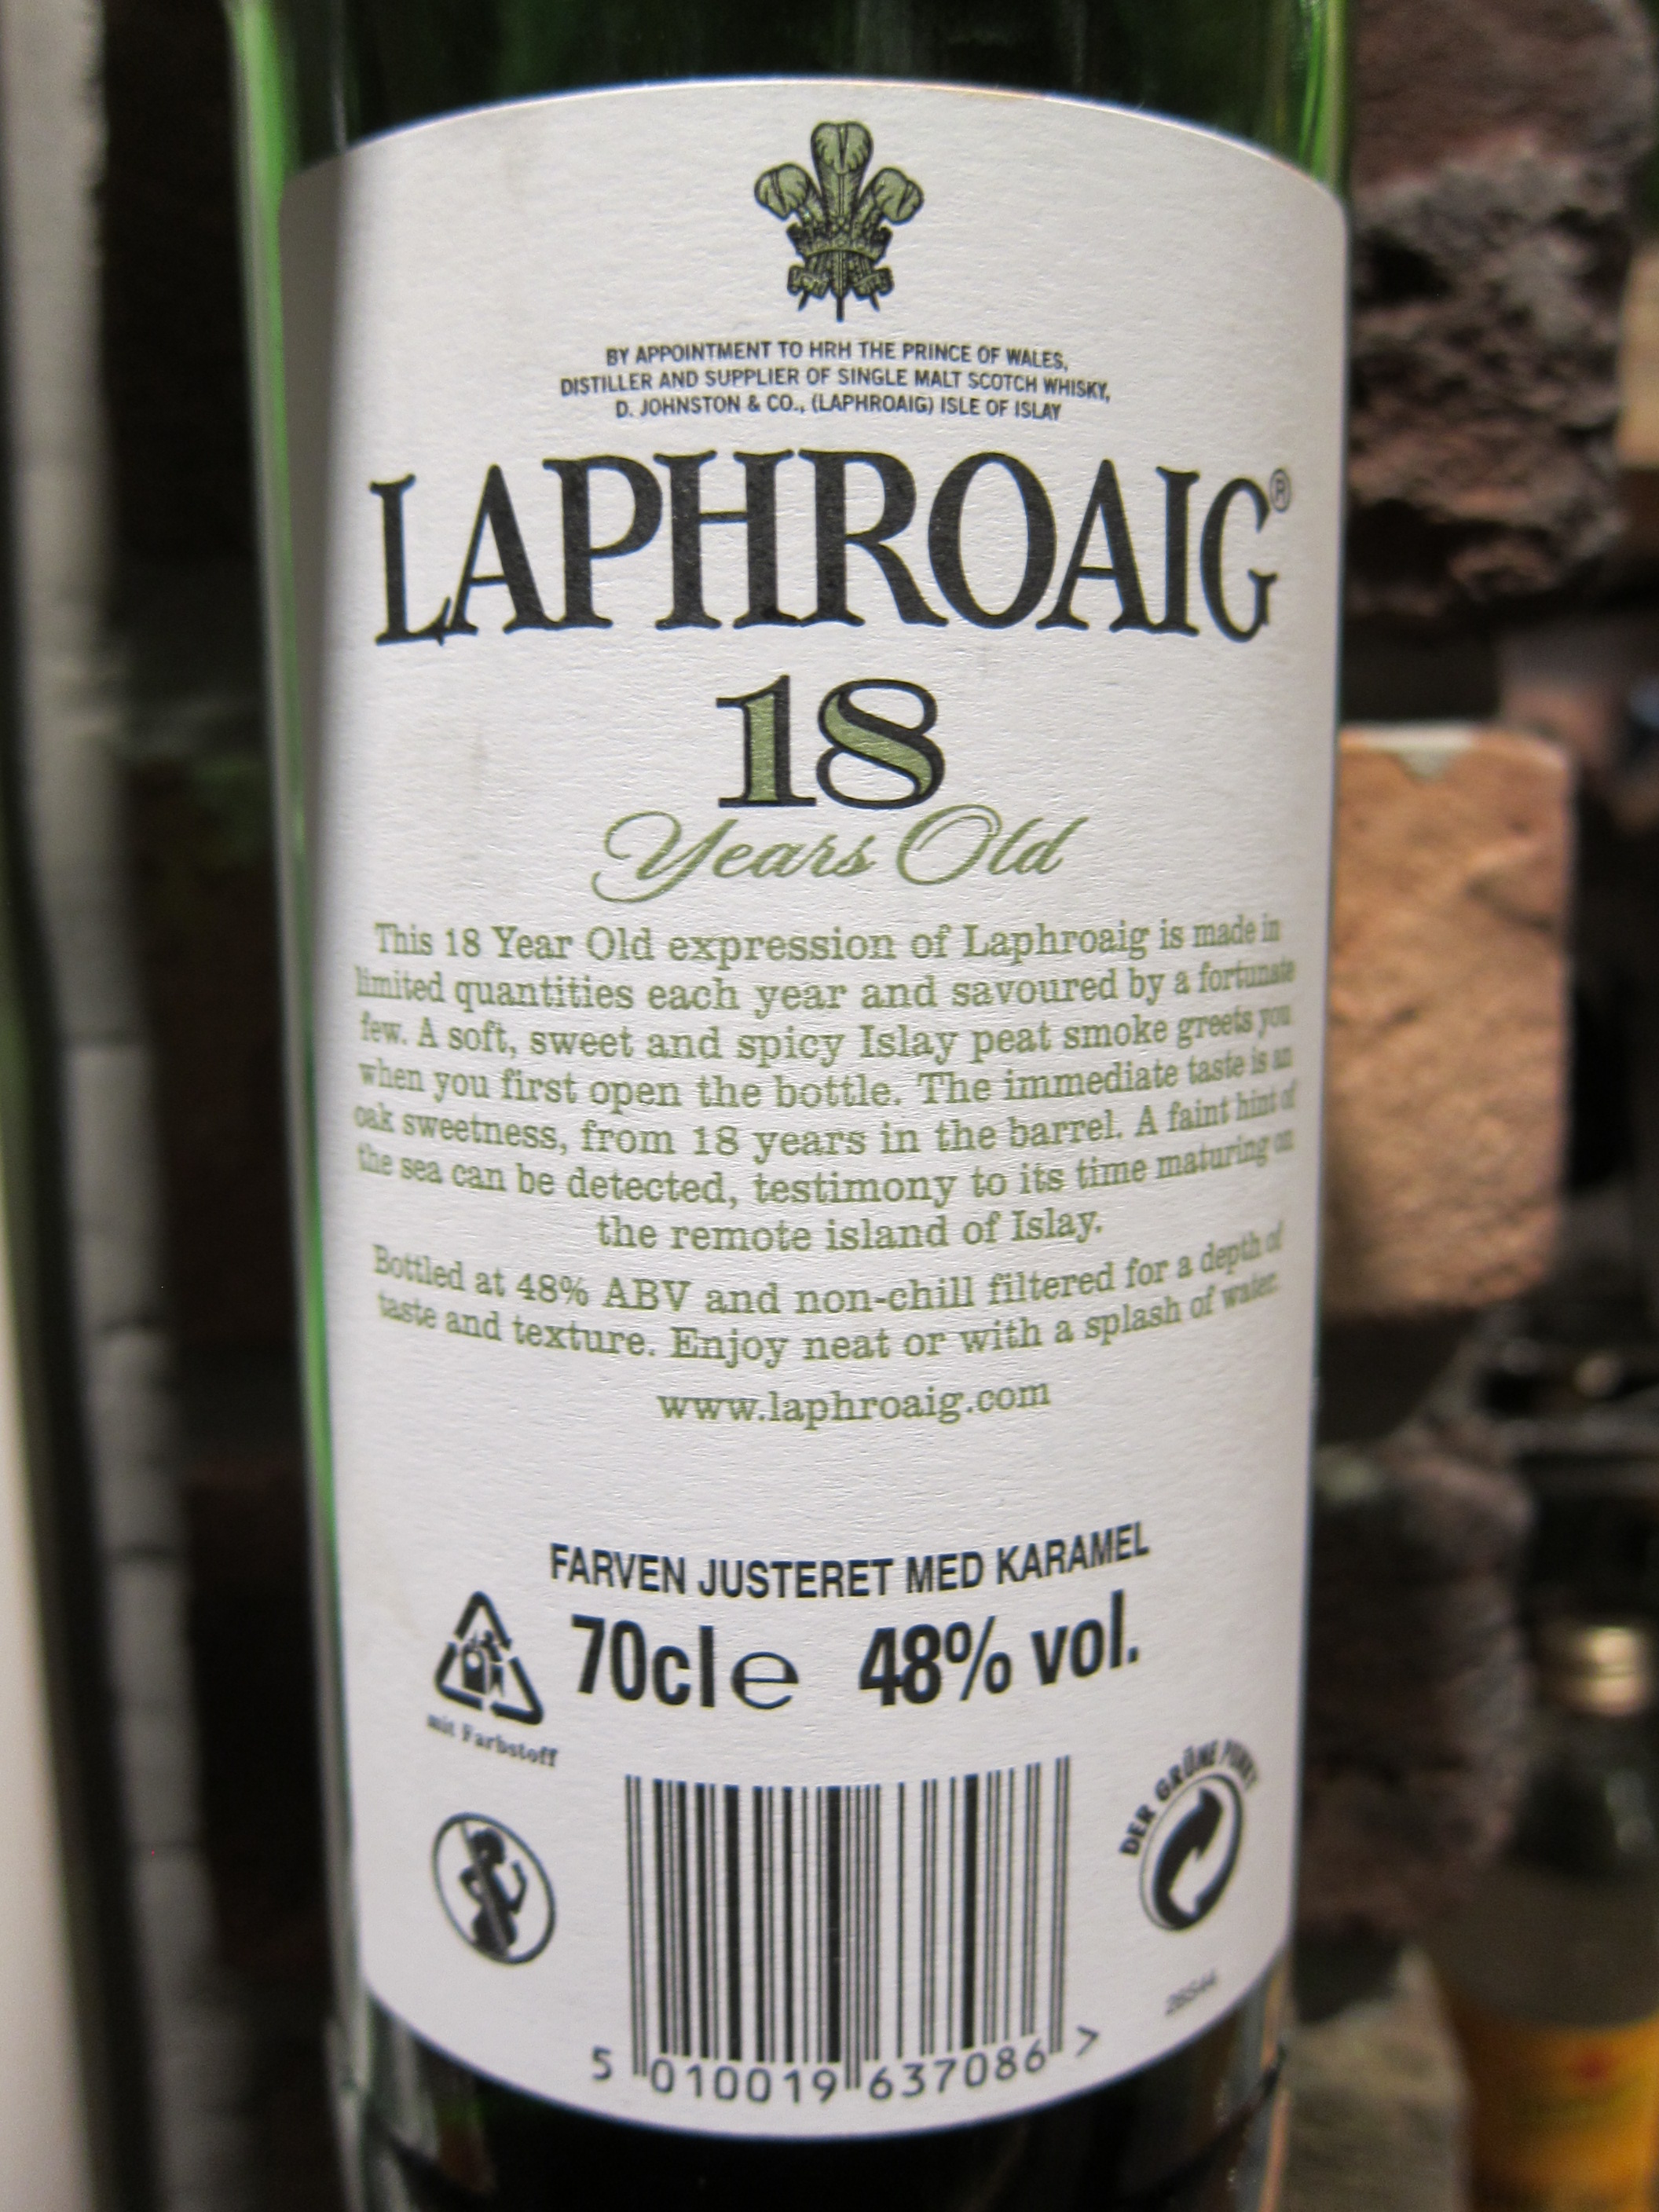 BY APPOINTMENT TO HRH THE PRINCE OF WALES,
DISTILLER AND SUPPLIER OF SINGLE MALT SCOTCH WHISKY,
D. JOHNSTON & CO., (LAPHROAIG) ISLE OF ISLAY
LAPHROAIG®
18
Years Old
This 18 Year Old expression of Laphroaig is made in
limited quantities each year and savoured by a fortunate
few. A soft, sweet and spicy Islay peat smoke greets you
when you first open the bottle. The immediate taste is an
oak sweetness, from 18 years in the barrel. A faint hint of
the sea can be detected, testimony to its time maturing on
the remote island of Islay.
Bottled at 48% ABV and non-chill filtered for a depth of
taste and texture. Enjoy neat or with a splash of water.
www.laphroaig.com
FARVEN JUSTERET MED KARAMEL
70cl e 48% vol.
mit Farbstoff
DER GRÜNE PUNKT
5 010019 637086 >